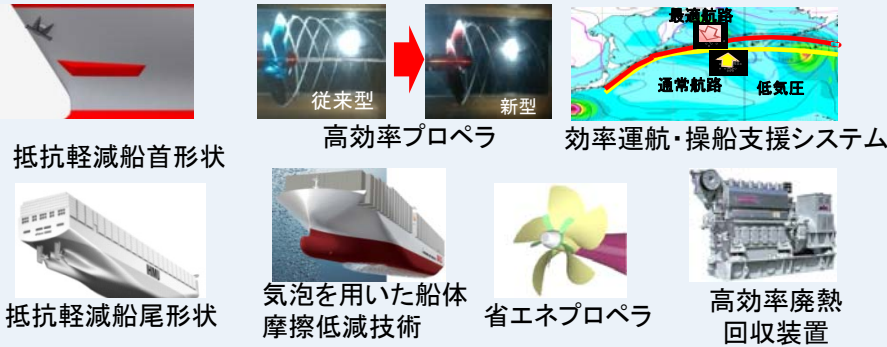 最適航路
従来型
新型
通常航路
低気圧
抵抗軽減船首形状
高効率プロペラ
効率運航・操船支援システム
抵抗軽減船尾形状
気泡を用いた船体
摩擦低減技術
省エネプロペラ
高効率廃熱
回収装置